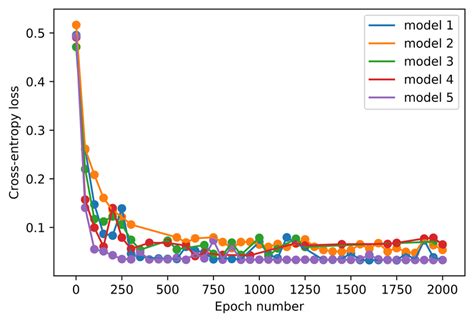 0.5
0.4
0.3
0.2
0.1
Cross-entropy loss
model 1
model 2
model 3
model 4
model 5
0 250 500 750 1000 1250 1500 1750 2000
Epoch number